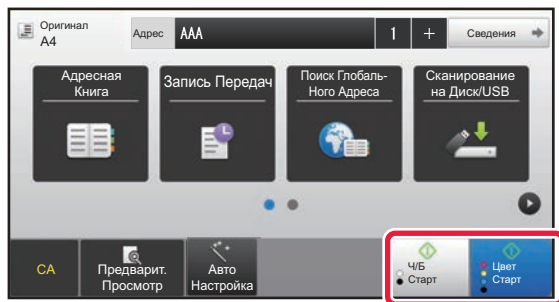 Оригинал
A4
Адрес
AAA
1
+
Сведения
Адресная
Книга
Запись Передач
Поиск Глобаль-
Ного Адреса
Сканирование
на Диск/USB
CA
Предварит.
Просмотр
Авто
Настройка
Ч/Б
Старт
Цвет
Старт